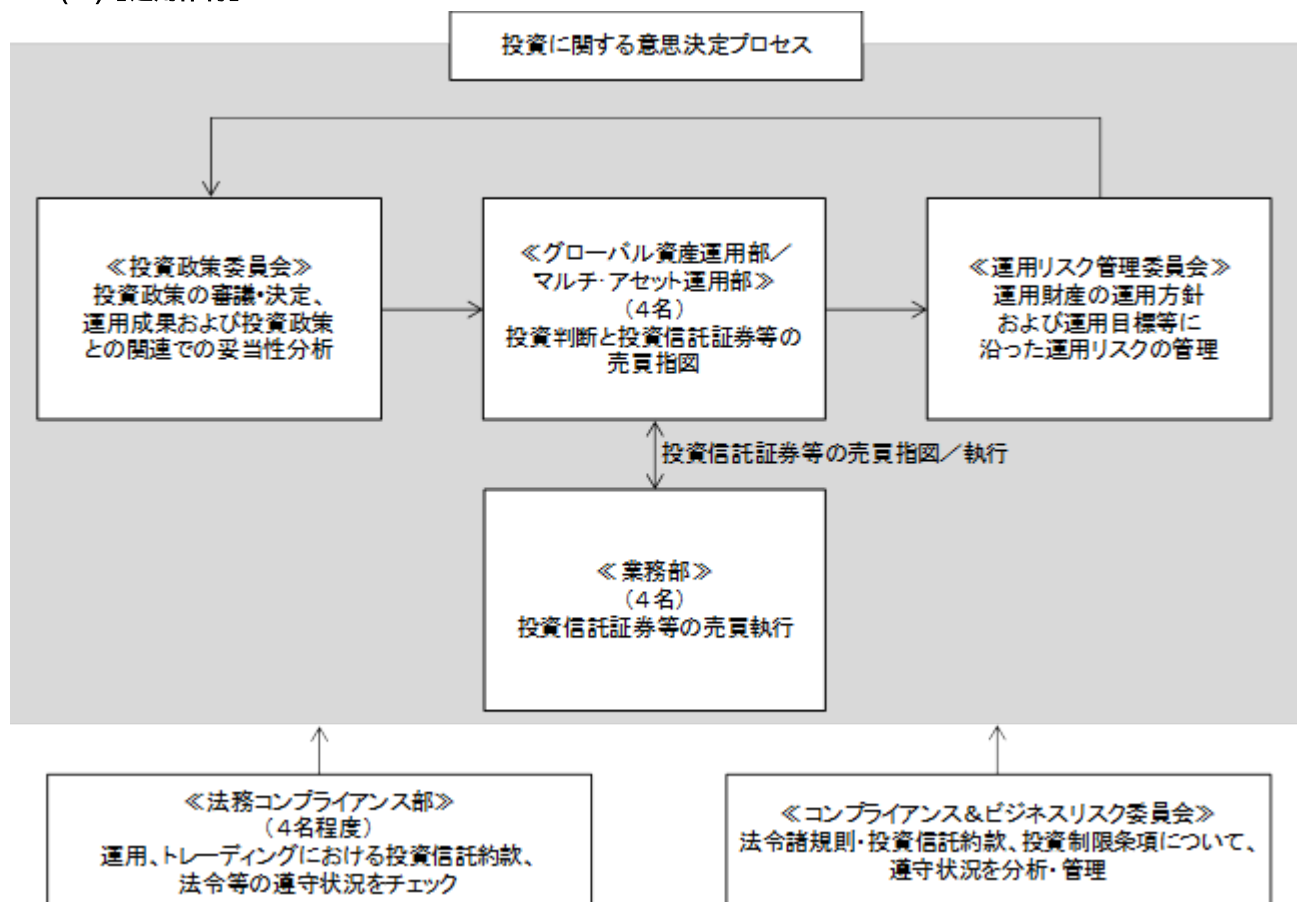 投資に関する意思決定プロセス
≪投資政策委員会≫
投資政策の審議・決定、
運用成果および投資政策
との関連での妥当性分析
≪グローバル資産運用部／
マルチ・アセット運用部≫
（４名）
投資判断と投資信託証券等の
売買指図
≪運用リスク管理委員会≫
運用財産の運用方針
および運用目標等に
沿った運用リスクの管理
投資信託証券等の売買指図／執行
≪業務部≫
（４名）
投資信託証券等の売買執行
≪法務コンプライアンス部≫
（４名程度）
運用、トレーディングにおける投資信託約款、
法令等の遵守状況をチェック
≪コンプライアンス＆ビジネスリスク委員会≫
法令諸規則・投資信託約款、投資制限条項について、
遵守状況を分析・管理